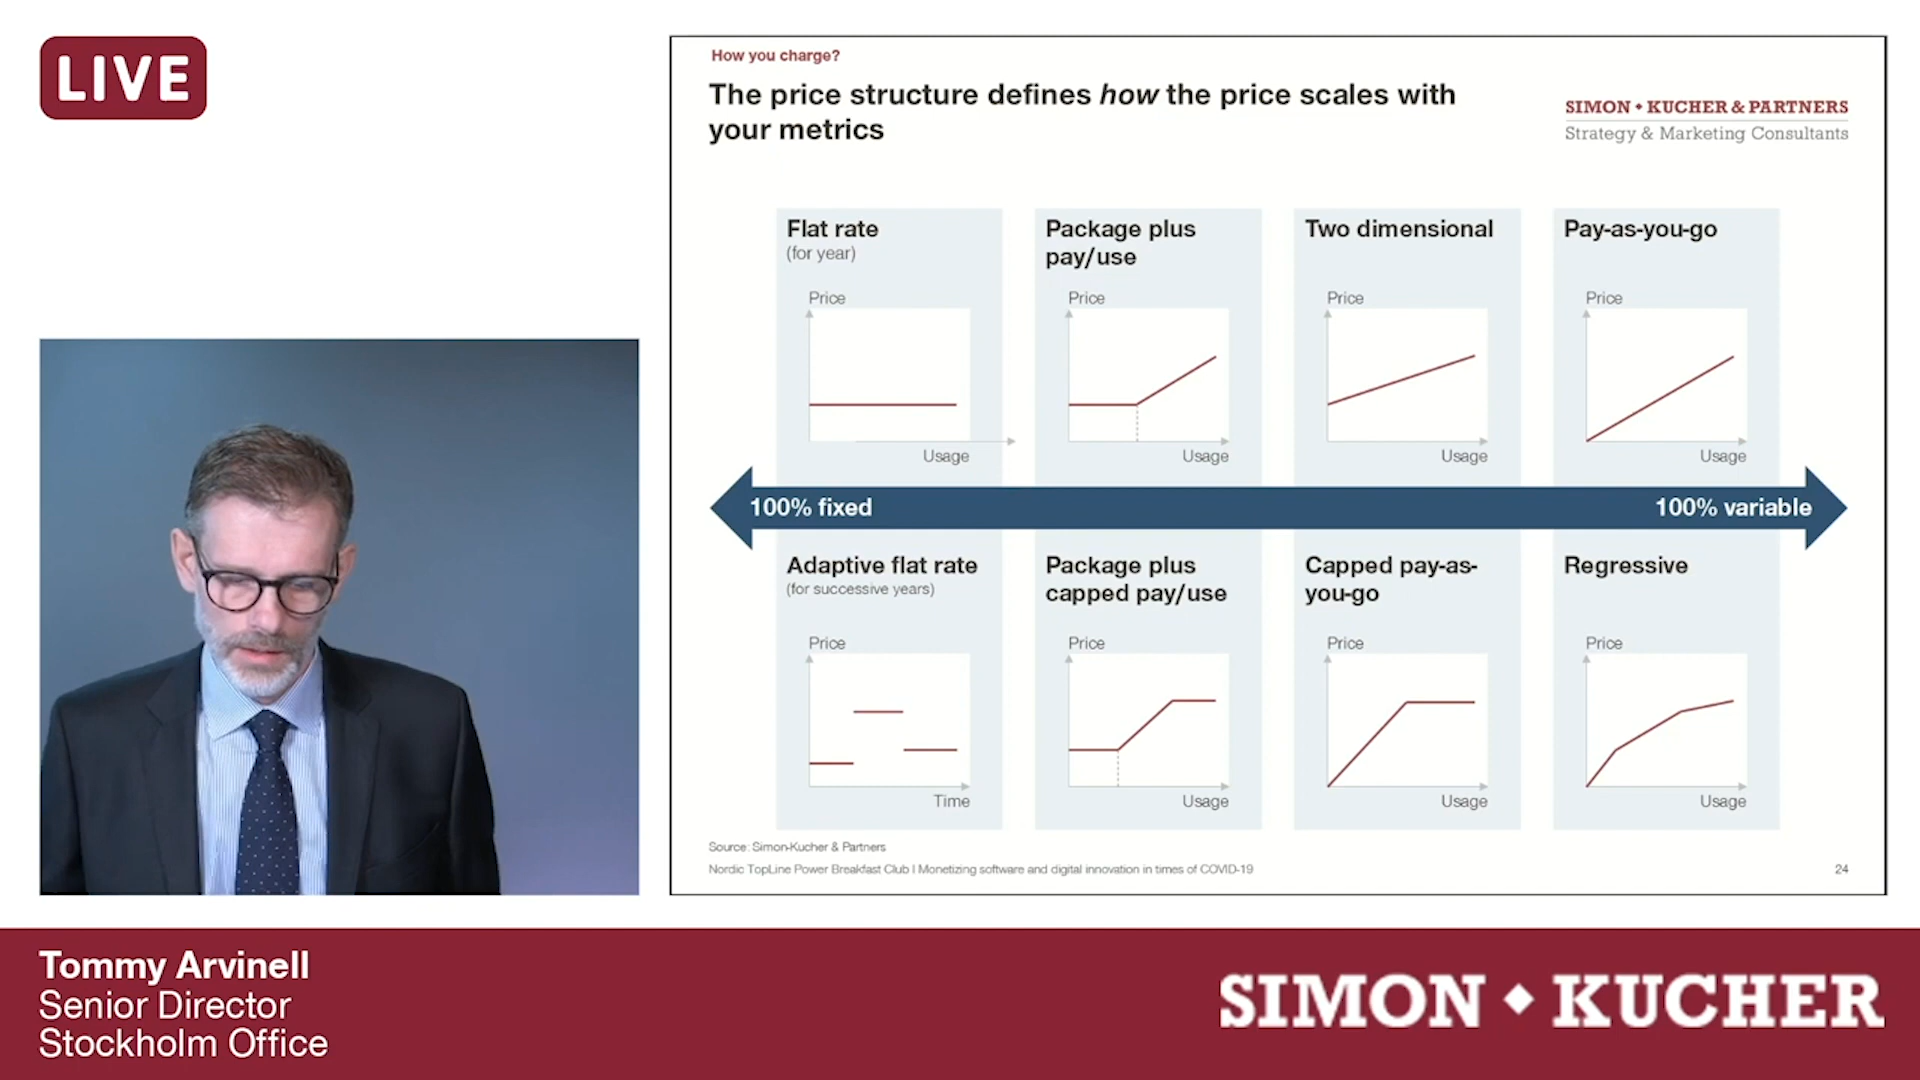 LIVE
How you charge?
The price structure defines how the price scales with
your metrics
SIMON • KUCHER & PARTNERS
Strategy & Marketing Consultants
Flat rate
(for year)
Price
Usage
Package plus
pay/use
Price
Usage
Two dimensional
Price
Usage
Pay-as-you-go
Price
Usage
100% fixed
100% variable
Adaptive flat rate
(for successive years)
Price
Time
Package plus
capped pay/use
Price
Usage
Capped pay-as-
you-go
Price
Usage
Regressive
Price
Usage
Source: Simon-Kucher & Partners
Nordic TopLine Power Breakfast Club I Monetizing software and digital innovation in times of COVID-19
24
Tommy Arvinell
Senior Director
Stockholm Office
SIMON ◆ KUCHER